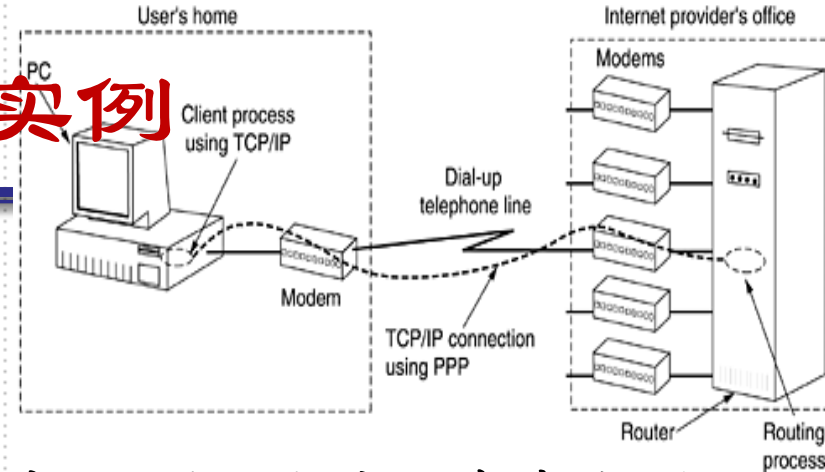 User's home
Internet provider's office
PC
实例
Client process
using TCP/IP
Modems
Dial-up
telephone line
Modem
TCP/IP connection
using PPP
Router
Routing
process